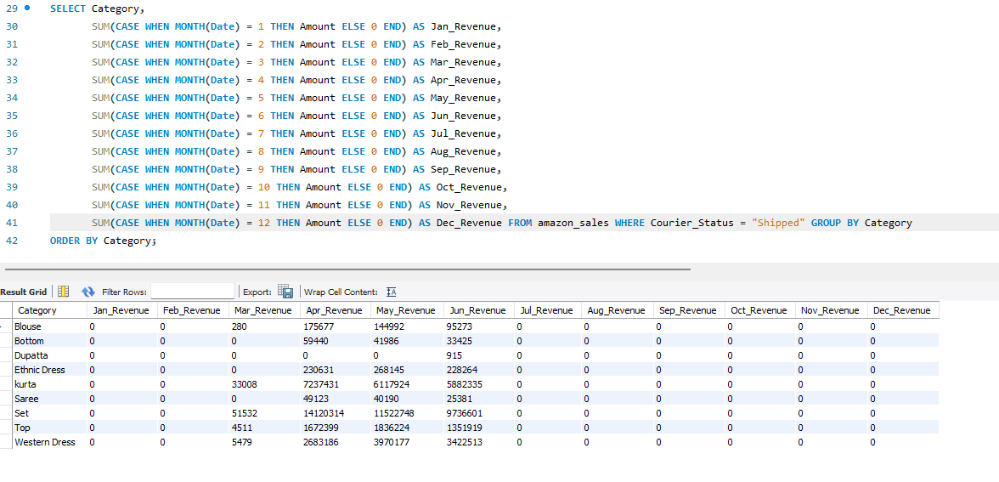 29 SELECT Category,
30 SUM(CASE WHEN MONTH(Date) = 1 THEN Amount ELSE 0 END) AS Jan_Revenue,
31 SUM(CASE WHEN MONTH(Date) = 2 THEN Amount ELSE 0 END) AS Feb_Revenue,
32 SUM(CASE WHEN MONTH(Date) = 3 THEN Amount ELSE 0 END) AS Mar_Revenue,
33 SUM(CASE WHEN MONTH(Date) = 4 THEN Amount ELSE 0 END) AS Apr_Revenue,
34 SUM(CASE WHEN MONTH(Date) = 5 THEN Amount ELSE 0 END) AS May_Revenue,
35 SUM(CASE WHEN MONTH(Date) = 6 THEN Amount ELSE 0 END) AS Jun_Revenue,
36 SUM(CASE WHEN MONTH(Date) = 7 THEN Amount ELSE 0 END) AS Jul_Revenue,
37 SUM(CASE WHEN MONTH(Date) = 8 THEN Amount ELSE 0 END) AS Aug_Revenue,
38 SUM(CASE WHEN MONTH(Date) = 9 THEN Amount ELSE 0 END) AS Sep_Revenue,
39 SUM(CASE WHEN MONTH(Date) = 10 THEN Amount ELSE 0 END) AS Oct_Revenue,
40 SUM(CASE WHEN MONTH(Date) = 11 THEN Amount ELSE 0 END) AS Nov_Revenue,
41 SUM(CASE WHEN MONTH(Date) = 12 THEN Amount ELSE 0 END) AS Dec_Revenue FROM amazon_sales WHERE Courier_Status = "Shipped" GROUP BY Category
42 ORDER BY Category;
Result Grid Filter Rows: Export: Wrap Cell Content:
Category Jan_Revenue Feb_Revenue Mar_Revenue Apr_Revenue May_Revenue Jun_Revenue Jul_Revenue Aug_Revenue Sep_Revenue Oct_Revenue Nov_Revenue Dec_Revenue
Blouse 0 0 280 175677 144992 95273 0 0 0 0 0 0
Bottom 0 0 0 59440 41986 33425 0 0 0 0 0 0
Dupatta 0 0 0 0 0 915 0 0 0 0 0 0
Ethnic Dress 0 0 0 230631 268145 228264 0 0 0 0 0 0
kurta 0 0 33008 7237431 6117924 5882335 0 0 0 0 0 0
Saree 0 0 0 49123 40190 25381 0 0 0 0 0 0
Set 0 0 51532 14120314 11522748 9736601 0 0 0 0 0 0
Top 0 0 4511 1672399 1836224 1351919 0 0 0 0 0 0
Western Dress 0 0 5479 2683186 3970177 3422513 0 0 0 0 0 0